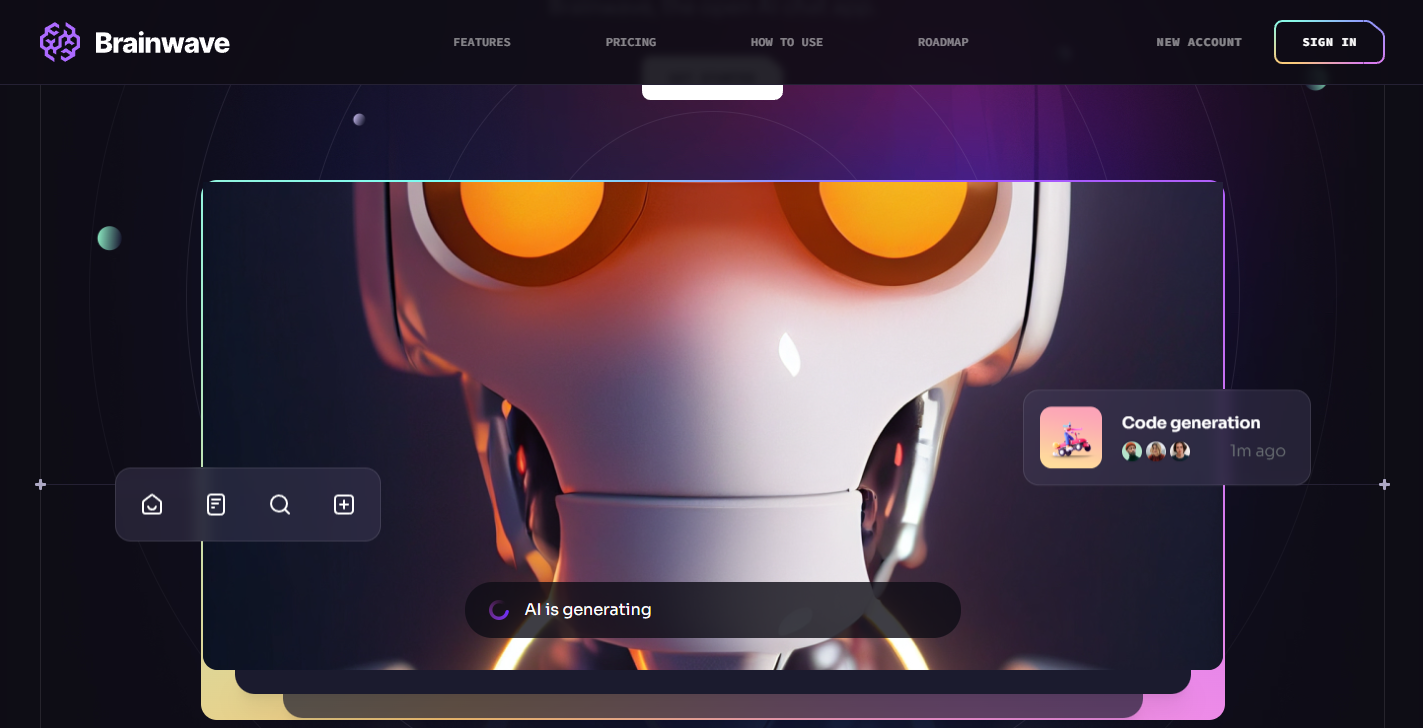 Brainwave
FEATURES
PRICING
HOW TO USE
ROADMAP
NEW ACCOUNT
SIGN IN
Code generation
1m ago
AI is generating